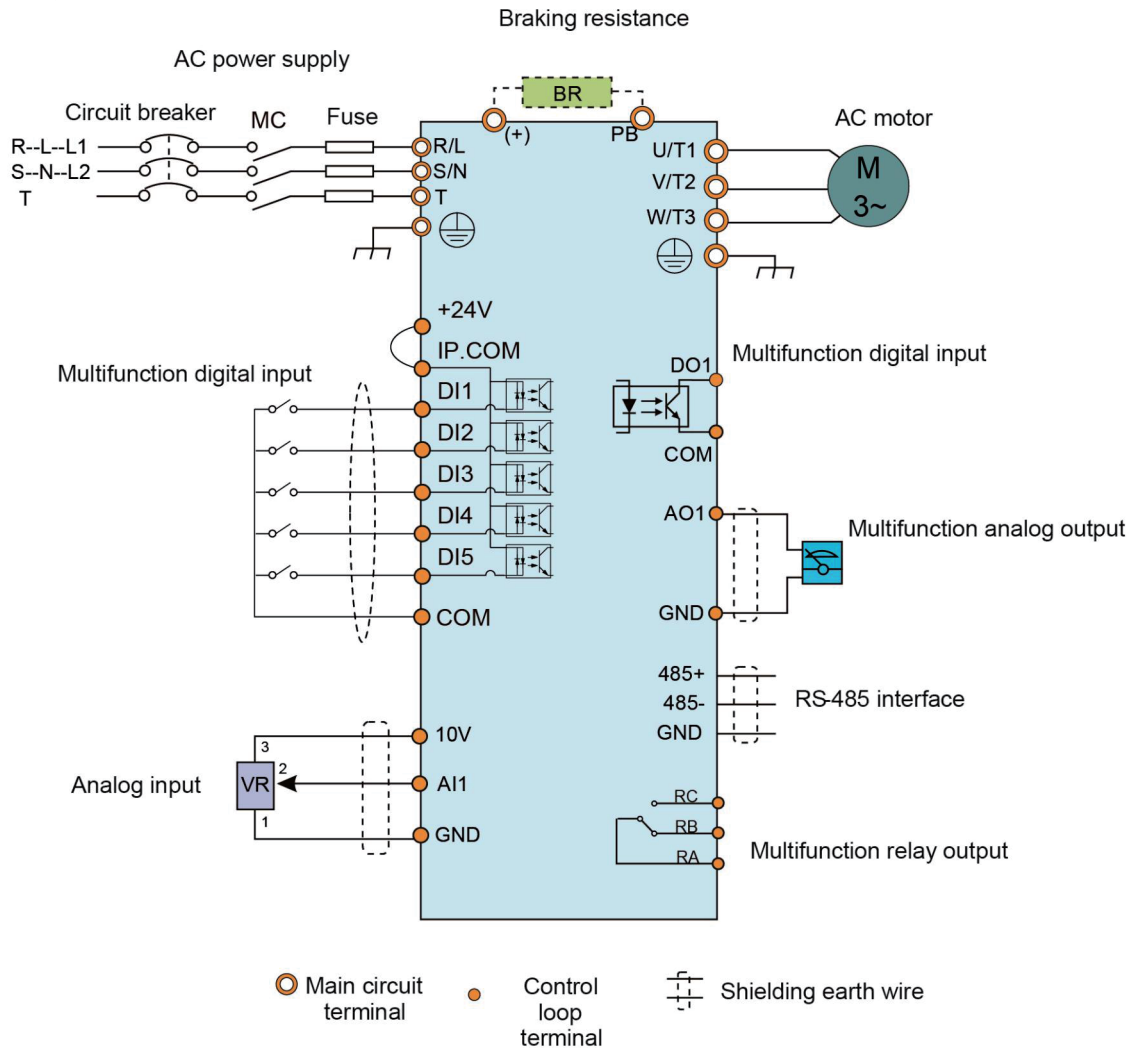 Braking resistance
AC power supply
BR
Circuit breaker
MC
Fuse
(+)
PB
AC motor
R--L--L1
S--N--L2
T
R/L
S/N
T
U/T1
V/T2
W/T3
M
3~
+24V
IP.COM
Multifunction digital input
DI1
DI2
DI3
DI4
DI5
COM
DO1
Multifunction digital input
COM
AO1
Multifunction analog output
GND
485+
485-
GND
RS-485 interface
Analog input
VR
3
2
1
10V
AI1
GND
RC
RB
RA
Multifunction relay output
Main circuit
terminal
Control
loop
terminal
Shielding earth wire